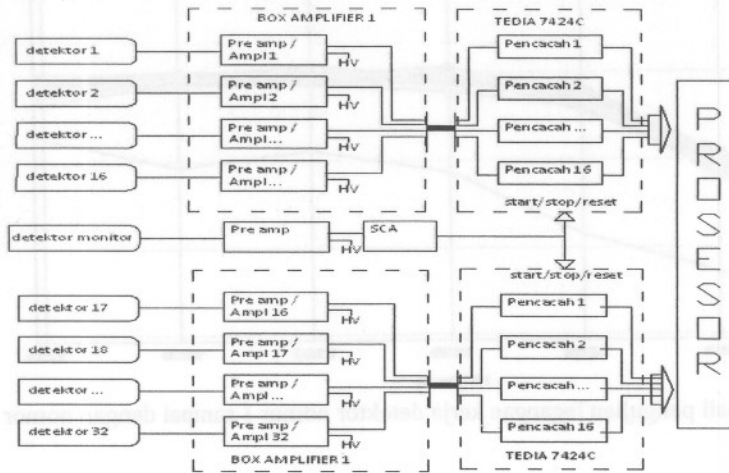 BOX AMPLIFIER 1
TEDIA 7424C
detektor 1
Pre amp /
Ampl 1
HV
Pencacah 1
detektor 2
Pre amp /
Ampl 2
HV
Pencacah 2
detektor ...
Pre amp /
Ampl...
HV
Pencacah ...
detektor 16
Pre amp /
Ampl...
HV
Pencacah 16
start/stop/reset
detektor monitor
Pre amp
HV
SCA
start/stop/reset
detektor 17
Pre amp /
Ampl 16
HV
Pencacah 1
detektor 18
Pre amp /
Ampl 17
HV
Pencacah 2
detektor ...
Pre amp /
Ampl...
HV
Pencacah ...
detektor 32
Pre amp /
Ampl 32
HV
Pencacah 16
BOX AMPLIFIER 1
TEDIA 7424C
PROSESOR